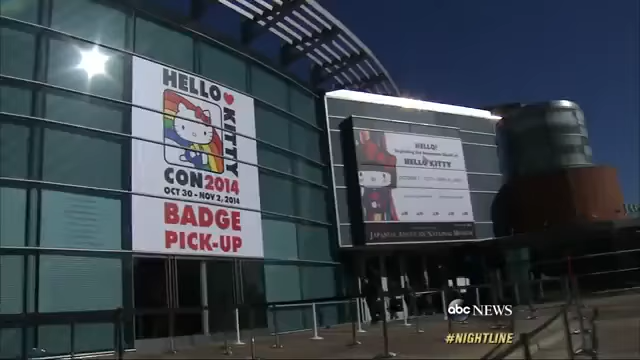 HELLO
KITTY
CON 2014
OCT 30 - NOV 2, 2014
BADGE
PICK-UP
HELLO!
HELLO KITTY
JAPANESE AMERICAN NATIONAL MUSEUM
abc NEWS
#NIGHTLINE